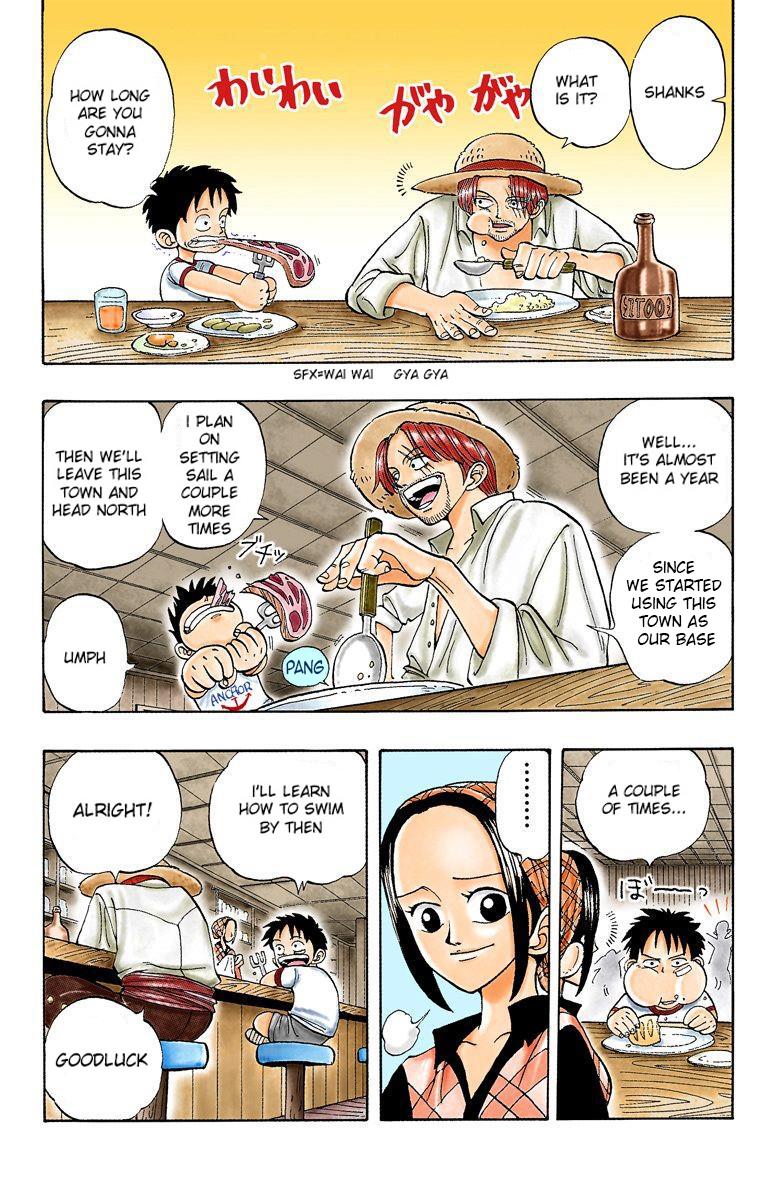 SHANKS
WHAT
IS IT?
がや がや
わいわい
HOW LONG
ARE YOU
GONNA
STAY?
SFX=WAI WAI GYA GYA
WELL...
IT'S ALMOST
BEEN A YEAR
SINCE
WE STARTED
USING THIS
TOWN AS
OUR BASE
I PLAN
ON
SETTING
SAIL A
COUPLE
MORE
TIMES
THEN WE'LL
LEAVE THIS
TOWN AND
HEAD NORTH
ブチッ
UMPH
PANG
ANCHOR
A COUPLE
OF TIMES...
ぼーっ
.........
I'LL LEARN
HOW TO SWIM
BY THEN
ALRIGHT!
GOODLUCK